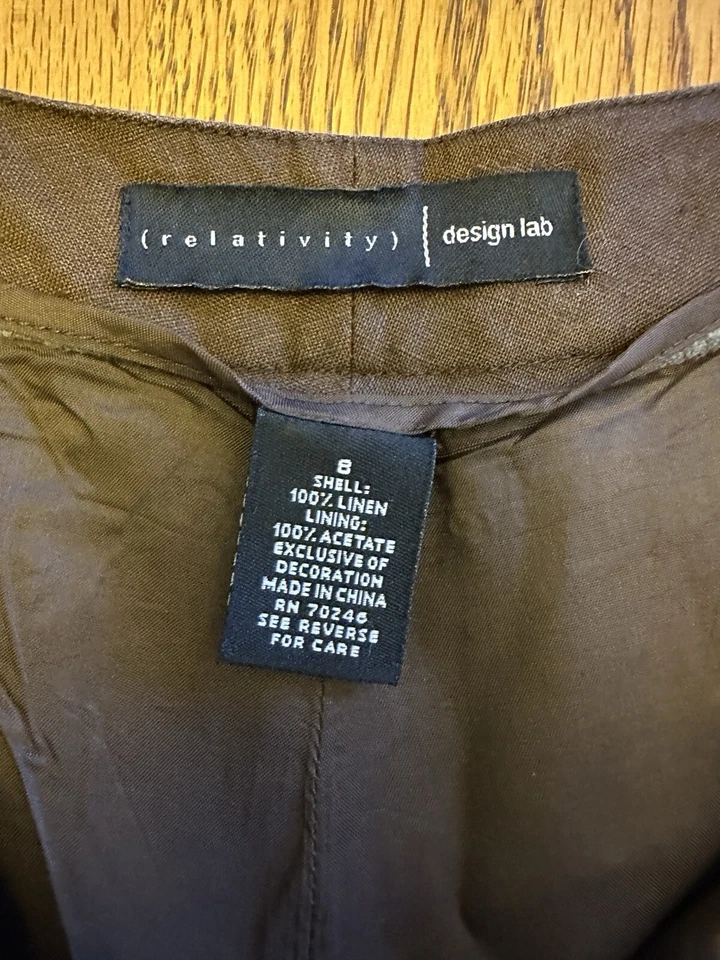 (relativity) | design lab
8
SHELL:
100% LINEN
LINING:
100% ACETATE
EXCLUSIVE OF
DECORATION
MADE IN CHINA
RN 70246
SEE REVERSE
FOR CARE